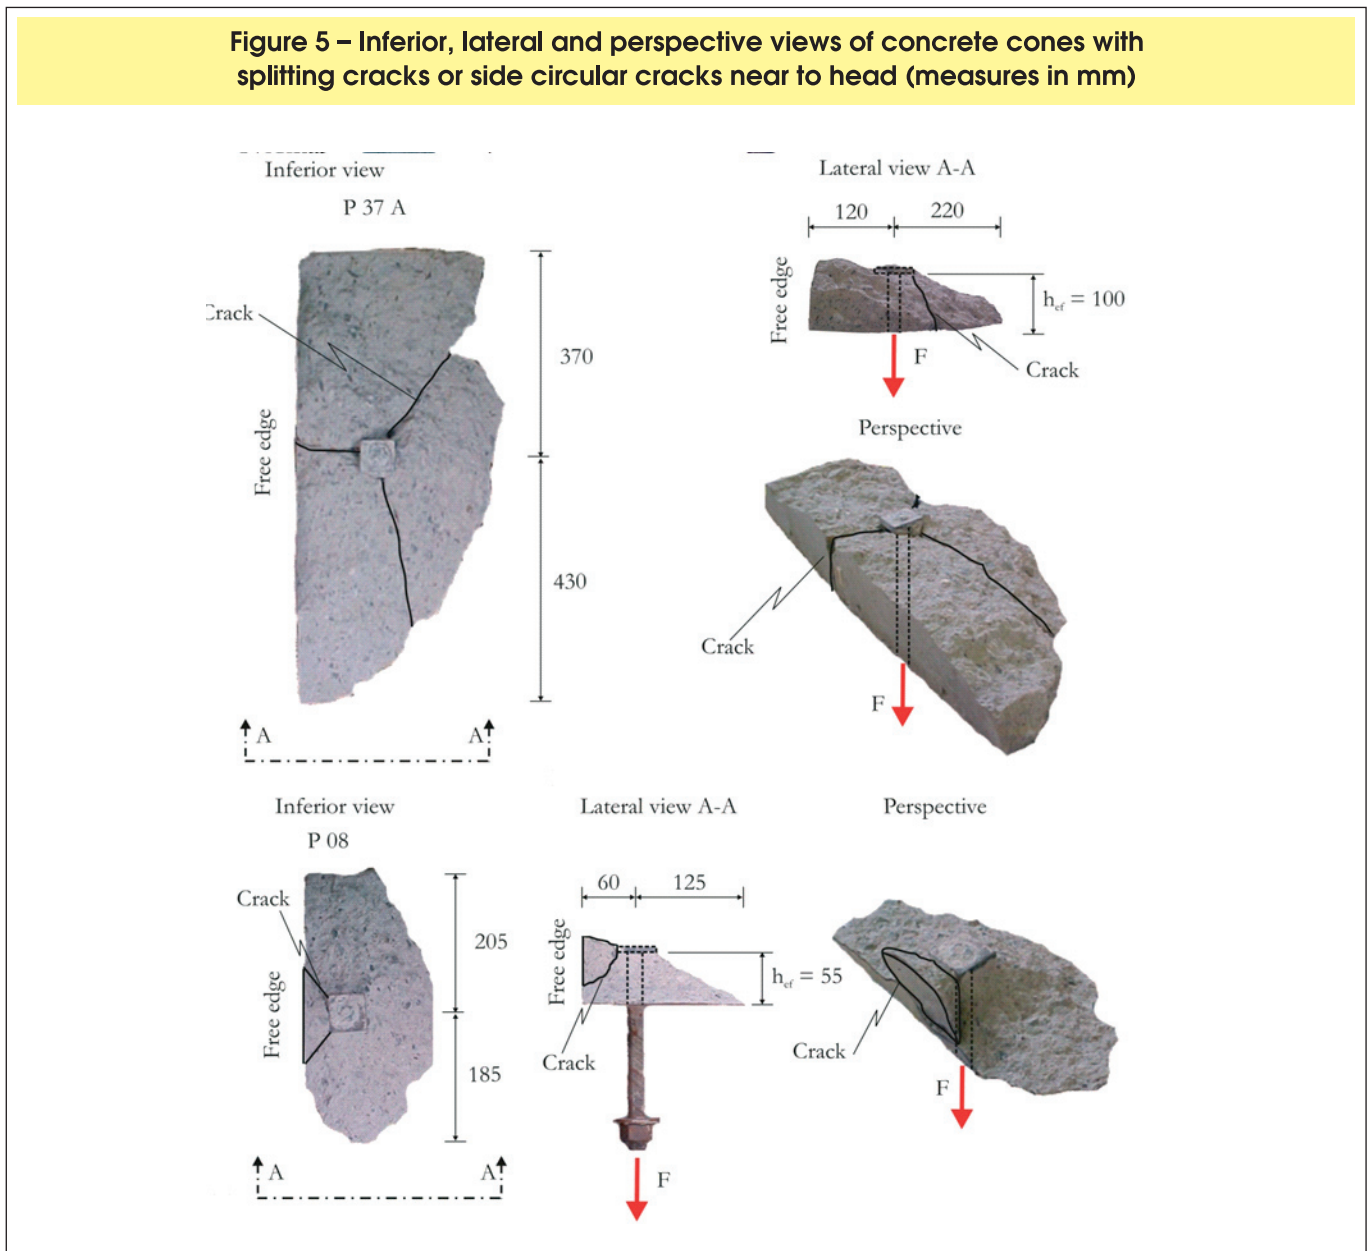 Figure 5 – Inferior, lateral and perspective views of concrete cones with
splitting cracks or side circular cracks near to head (measures in mm)
Inferior view
P 37 A
Crack
Free edge
370
430
A
A
Lateral view A-A
120
220
Free edge
hef = 100
F
Crack
Perspective
Crack
F
Inferior view
P 08
Crack
Free edge
205
185
A
A
Lateral view A-A
60
125
Free edge
hef = 55
Crack
F
Perspective
Crack
F